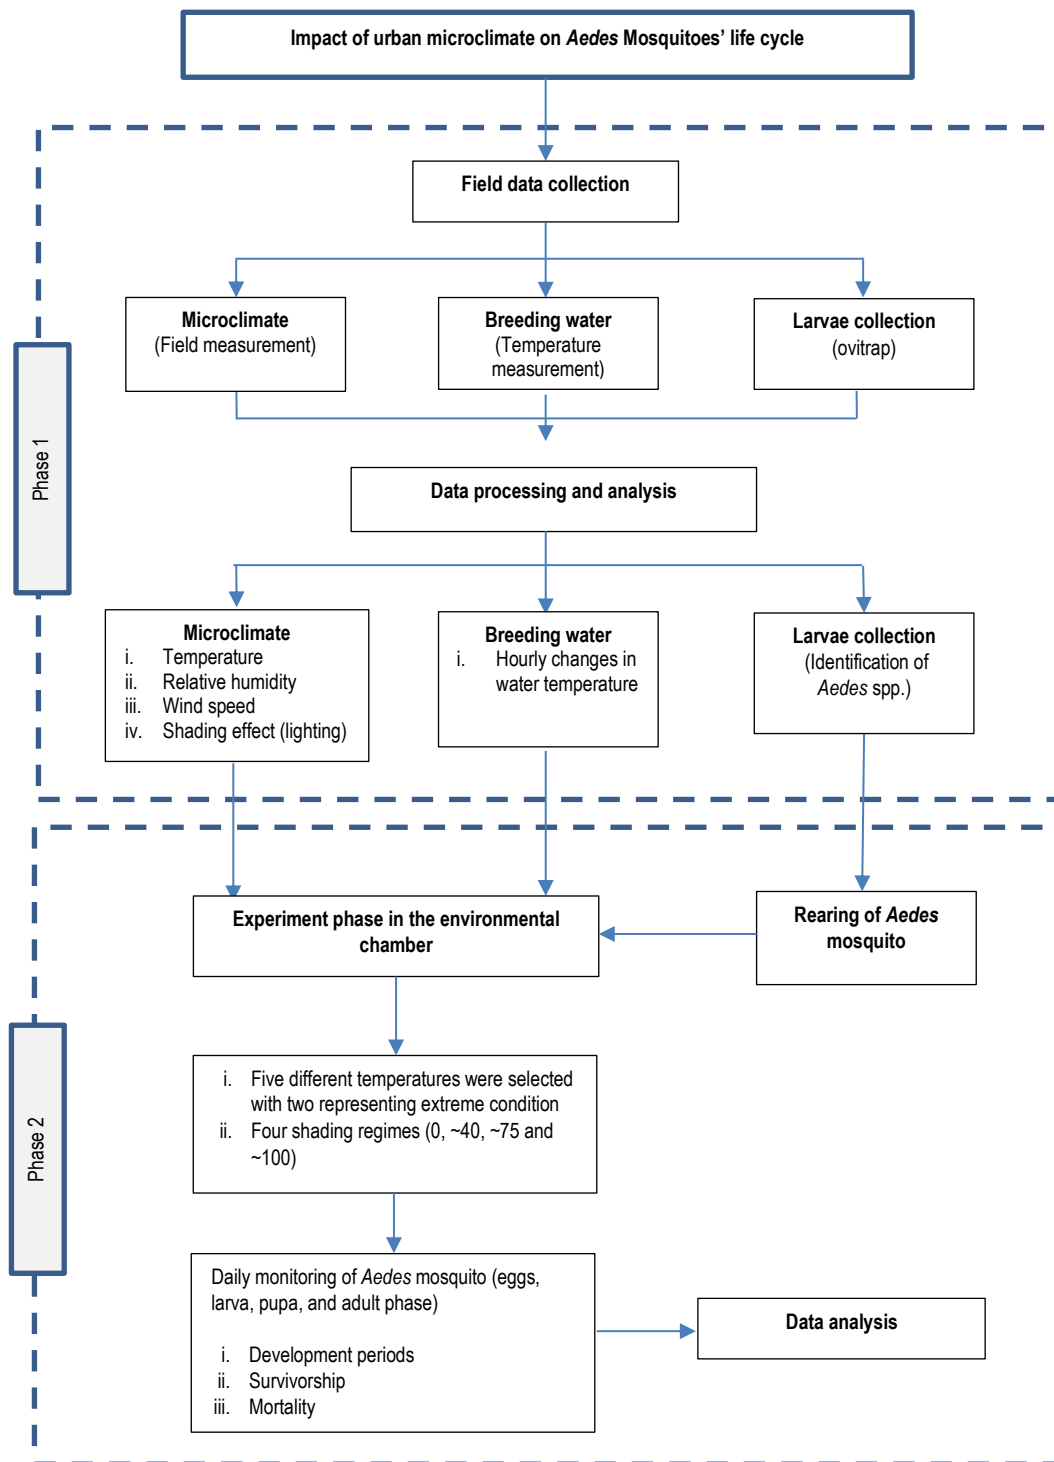 Impact of urban microclimate on Aedes Mosquitoes' life cycle
Field data collection
Microclimate
(Field measurement)
Breeding water
(Temperature
measurement)
Larvae collection
(ovitrap)
Phase 1
Data processing and analysis
Microclimate
i. Temperature
ii. Relative humidity
iii. Wind speed
iv. Shading effect (lighting)
Breeding water
i. Hourly changes in
water temperature
Larvae collection
(Identification of
Aedes spp.)
Experiment phase in the environmental
chamber
Rearing of Aedes
mosquito
Phase 2
i. Five different temperatures were selected
with two representing extreme condition
ii. Four shading regimes (0, ~40, ~75 and
~100)
Daily monitoring of Aedes mosquito (eggs,
larva, pupa, and adult phase)
i. Development periods
ii. Survivorship
iii. Mortality
Data analysis